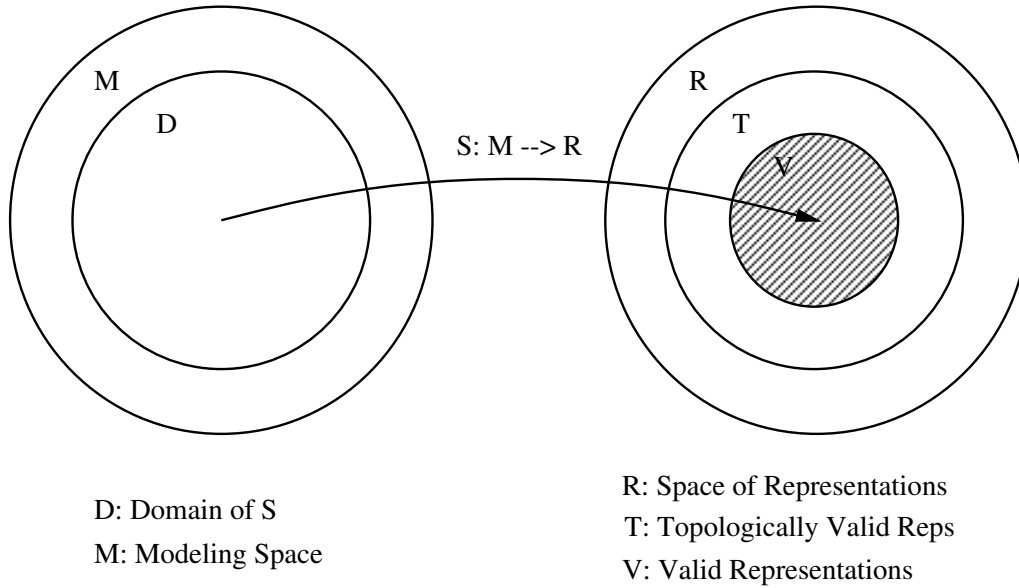 M
D
S: M --> R
R
T
V
D: Domain of S
M: Modeling Space
R: Space of Representations
T: Topologically Valid Reps
V: Valid Representations